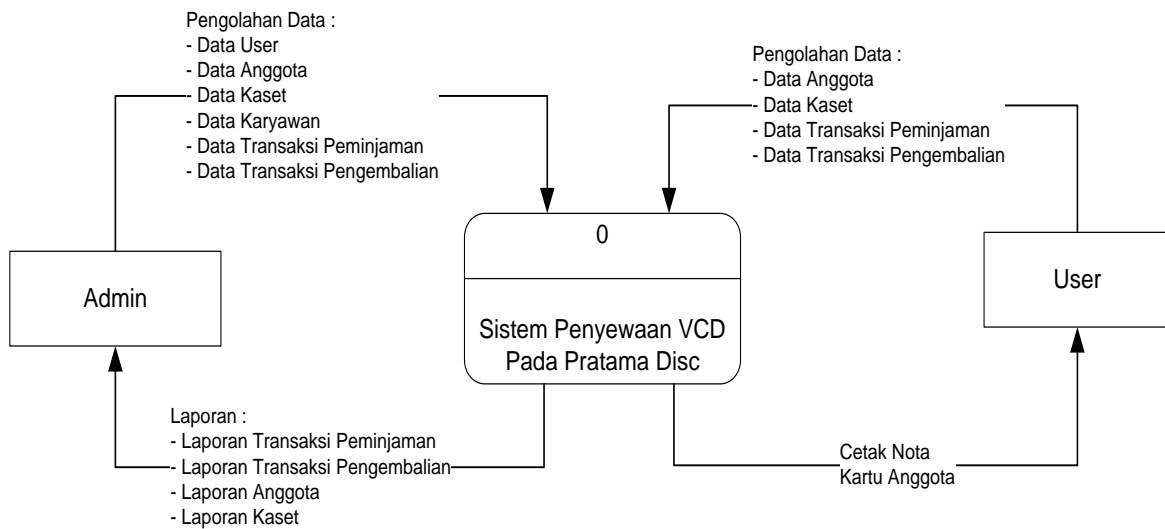 Pengolahan Data :
- Data User
- Data Anggota
- Data Kaset
- Data Karyawan
- Data Transaksi Peminjaman
- Data Transaksi Pengembalian
Pengolahan Data :
- Data Anggota
- Data Kaset
- Data Transaksi Peminjaman
- Data Transaksi Pengembalian
Admin
0
Sistem Penyewaan VCD
Pada Pratama Disc
User
Laporan :
- Laporan Transaksi Peminjaman
- Laporan Transaksi Pengembalian
- Laporan Anggota
- Laporan Kaset
Cetak Nota
Kartu Anggota